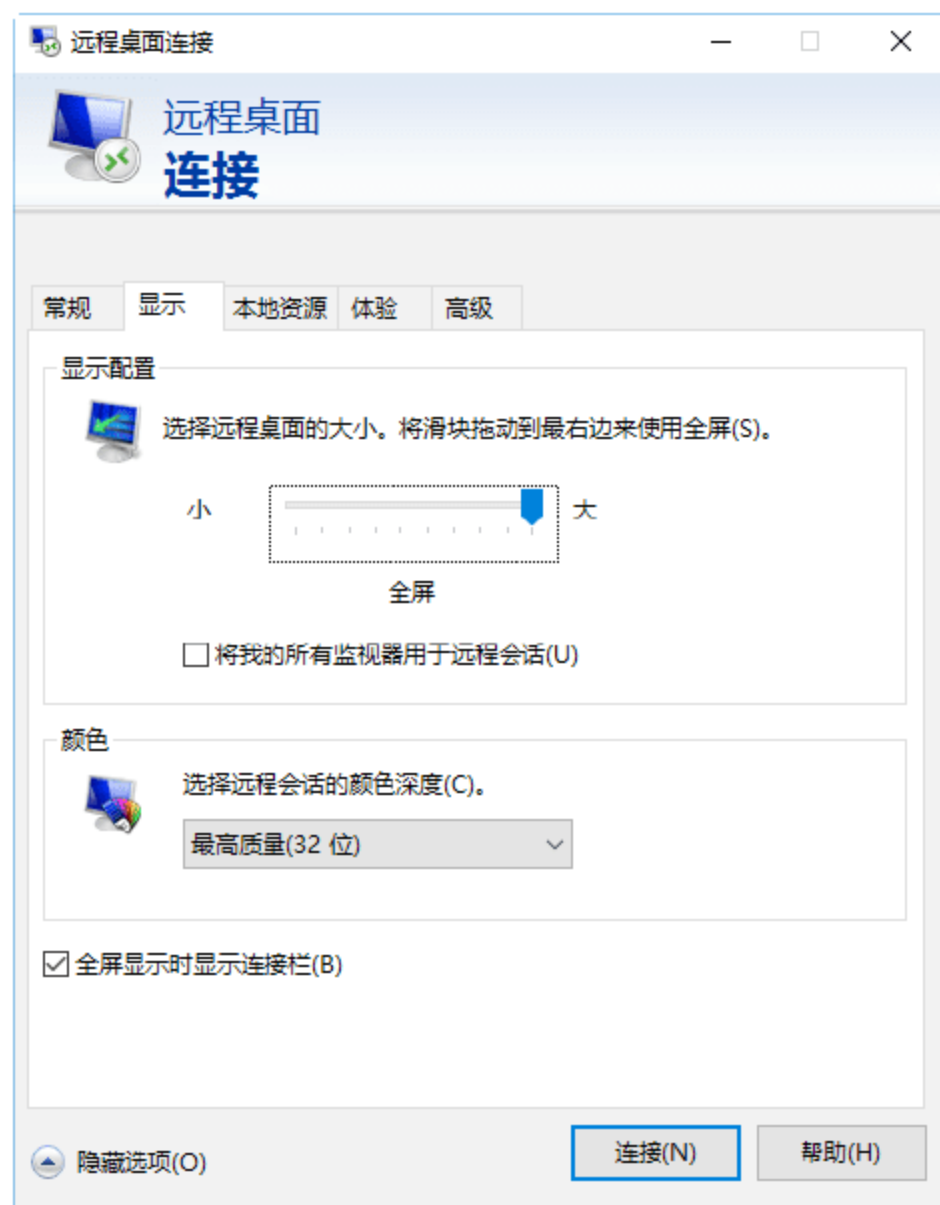 远程桌面连接
远程桌面
连接
常规 显示 本地资源 体验 高级
显示配置
选择远程桌面的大小。将滑块拖动到最右边来使用全屏(S)。
小 大
全屏
将我的所有监视器用于远程会话(U)
颜色
选择远程会话的颜色深度(C)。
最高质量(32 位)
全屏显示时显示连接栏(B)
隐藏选项(O) 连接(N) 帮助(H)